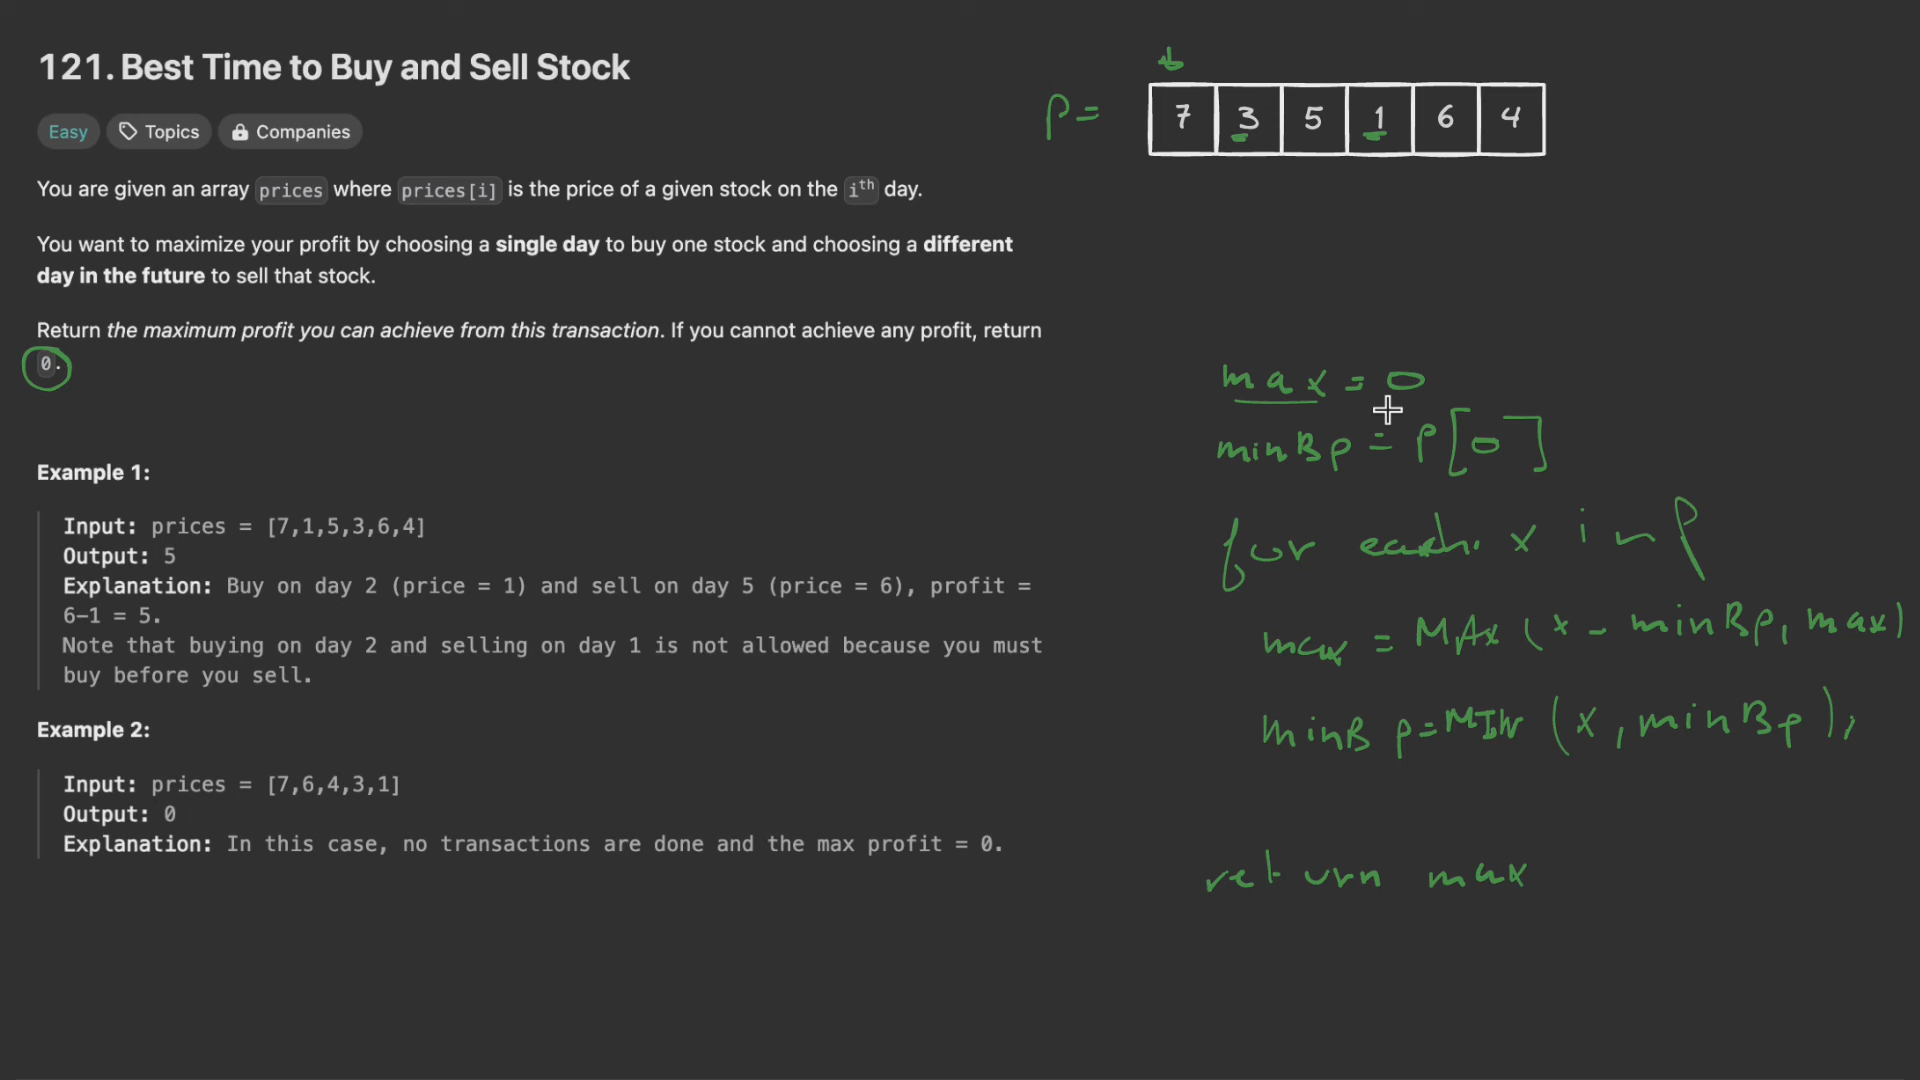 121. Best Time to Buy and Sell Stock
Easy Topics Companies
You are given an array prices where prices[i] is the price of a given stock on the ith day.
You want to maximize your profit by choosing a single day to buy one stock and choosing a different
day in the future to sell that stock.
Return the maximum profit you can achieve from this transaction. If you cannot achieve any profit, return
0.
Example 1:
Input: prices = [7,1,5,3,6,4]
Output: 5
Explanation: Buy on day 2 (price = 1) and sell on day 5 (price = 6), profit =
6-1 = 5.
Note that buying on day 2 and selling on day 1 is not allowed because you must
buy before you sell.
Example 2:
Input: prices = [7,6,4,3,1]
Output: 0
Explanation: In this case, no transactions are done and the max profit = 0.
P = 7 3 5 1 6 4
max = 0
minBp = P[0]
for each x in P
max = MAx (x - minBp, max)
minBp = MIN (x, minBp);
return max